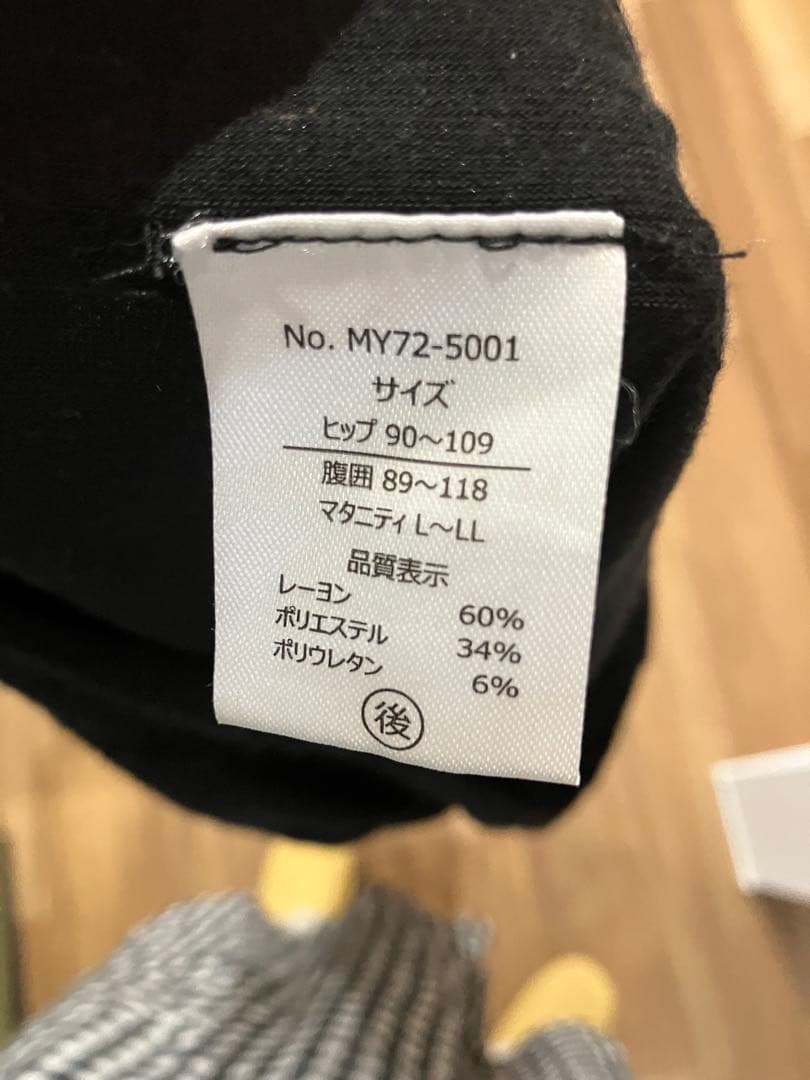 No. MY72-5001
サイズ
ヒップ 90～109
腹囲 89～118
マタニティ L～LL
品質表示
レーヨン 60%
ポリエステル 34%
ポリウレタン 6%
後